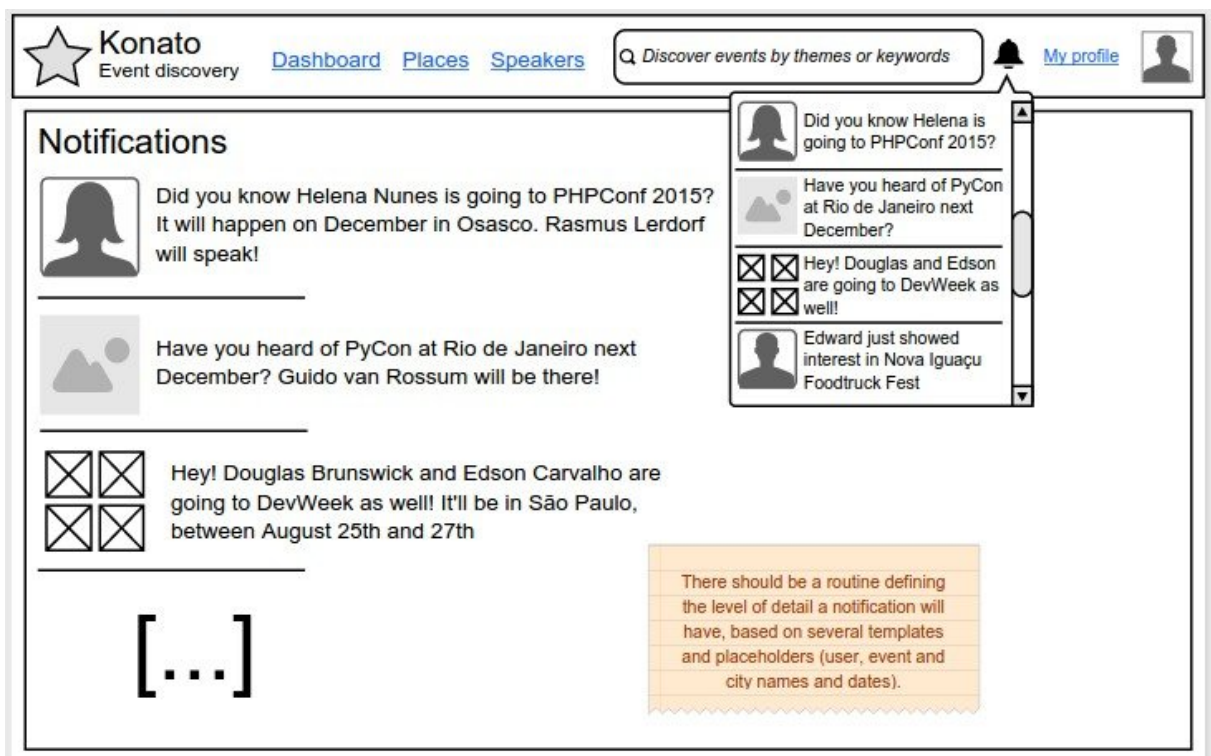 Konato
Event discovery
Dashboard Places Speakers
Discover events by themes or keywords
My profile
Notifications
Did you know Helena Nunes is going to PHPConf 2015?
It will happen on December in Osasco. Rasmus Lerdorf
will speak!
Have you heard of PyCon at Rio de Janeiro next
December? Guido van Rossum will be there!
Hey! Douglas Brunswick and Edson Carvalho are
going to DevWeek as well! It'll be in São Paulo,
between August 25th and 27th
[...]
Did you know Helena is
going to PHPConf 2015?
Have you heard of PyCon
at Rio de Janeiro next
December?
Hey! Douglas and Edson
are going to DevWeek as
well!
Edward just showed
interest in Nova Iguaçu
Foodtruck Fest
There should be a routine defining
the level of detail a notification will
have, based on several templates
and placeholders (user, event and
city names and dates).